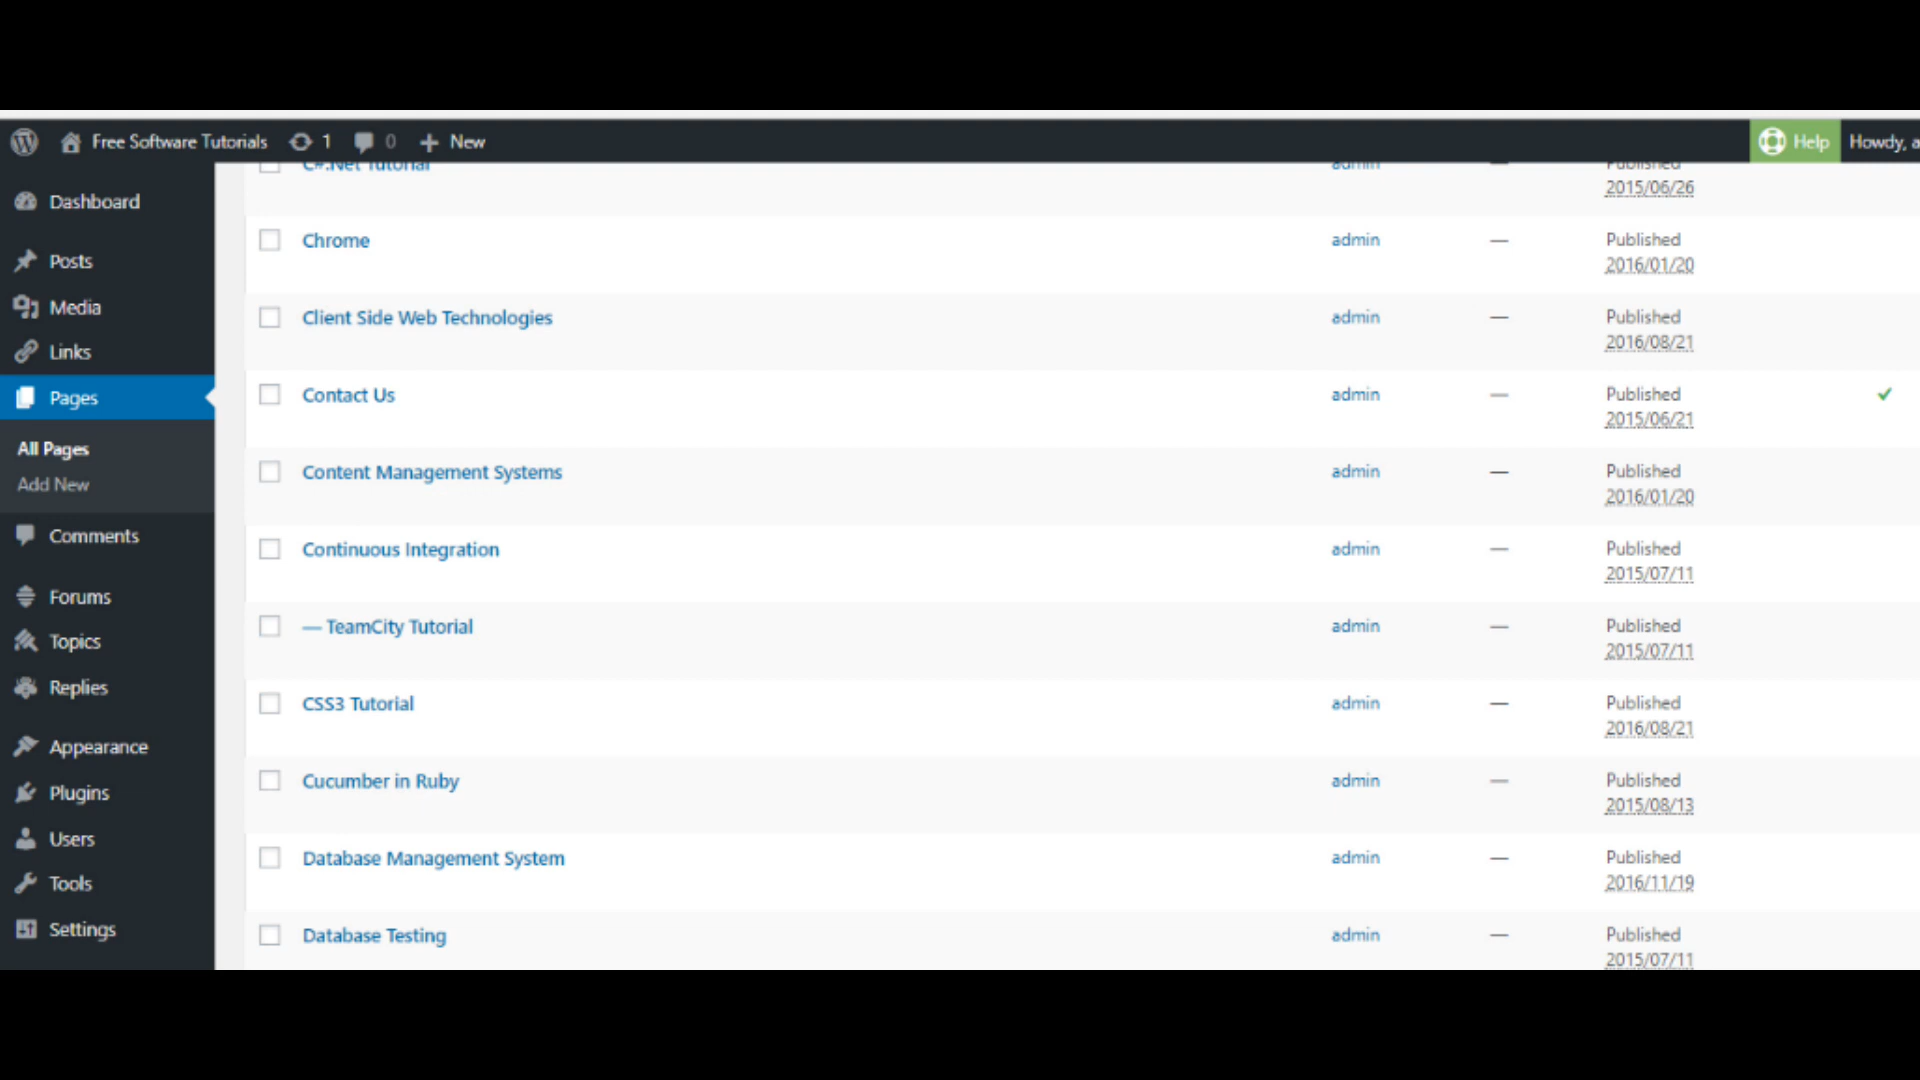 Free Software Tutorials 1 0 New Help Howdy, a
Dashboard
Posts
Media
Links
Pages
All Pages
Add New
Comments
Forums
Topics
Replies
Appearance
Plugins
Users
Tools
Settings
C#.Net Tutorial admin — Published
2015/06/26
Chrome admin — Published
2016/01/20
Client Side Web Technologies admin — Published
2016/08/21
Contact Us admin — Published
2015/06/21
Content Management Systems admin — Published
2016/01/20
Continuous Integration admin — Published
2015/07/11
— TeamCity Tutorial admin — Published
2015/07/11
CSS3 Tutorial admin — Published
2016/08/21
Cucumber in Ruby admin — Published
2015/08/13
Database Management System admin — Published
2016/11/19
Database Testing admin — Published
2015/07/11